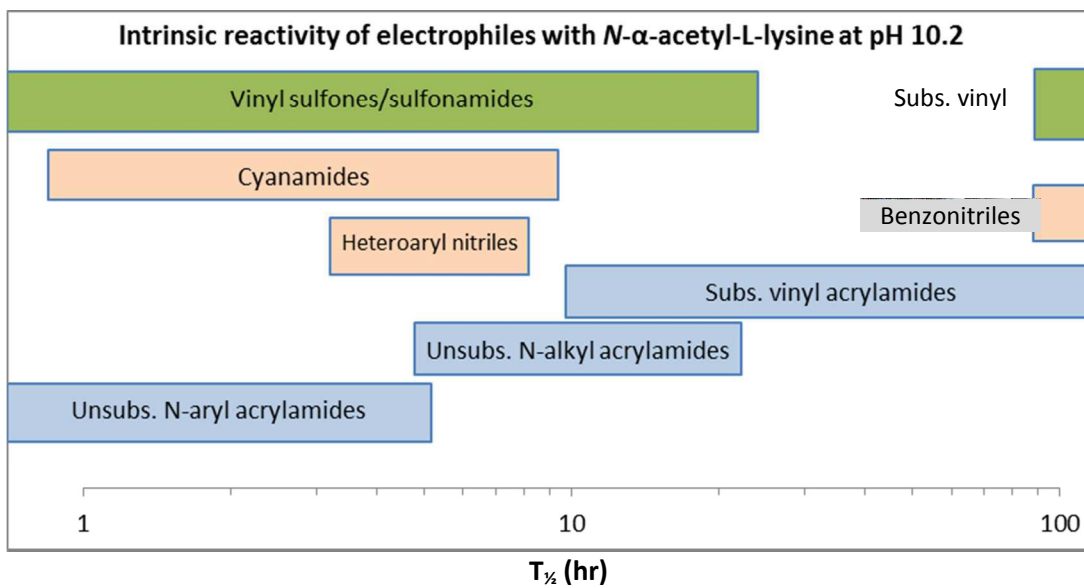 Intrinsic reactivity of electrophiles with N-α-acetyl-L-lysine at pH 10.2
Vinyl sulfones/sulfonamides
Subs. vinyl
Cyanamides
Benzonitriles
Heteroaryl nitriles
Subs. vinyl acrylamides
Unsubs. N-alkyl acrylamides
Unsubs. N-aryl acrylamides
1
10
100
T½ (hr)